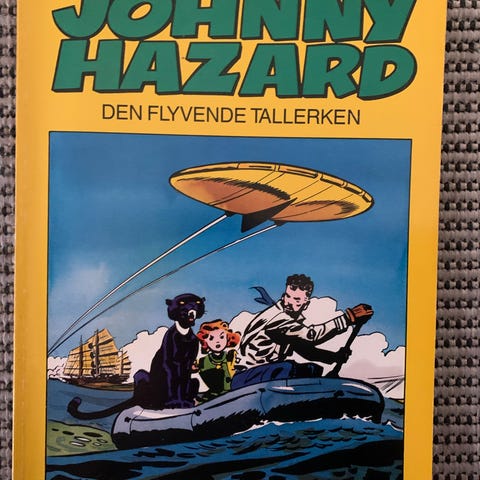 JOHNNY
HAZARD
DEN FLYVENDE TALLERKEN